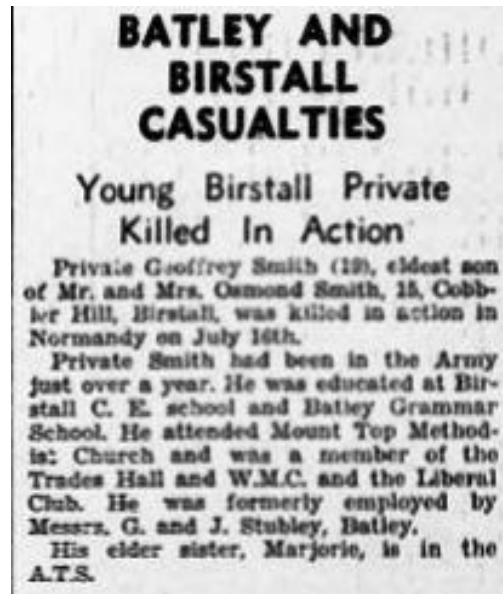 BATLEY AND
BIRSTALL
CASUALTIES
Young Birstall Private
Killed In Action
Private Geoffrey Smith (19), eldest son
of Mr. and Mrs. Osmond Smith, 15, Cobb-
ler Hill, Birstall, was killed in action in
Normandy on July 16th.
Private Smith had been in the Army
just over a year. He was educated at Bir-
stall C. E. school and Batley Grammar
School. He attended Mount Top Method-
ist Church and was a member of the
Trades Hall and W.M.C. and the Liberal
Club. He was formerly employed by
Messrs. G. and J. Stubley, Batley.
His elder sister, Marjorie, is in the
A.T.S.